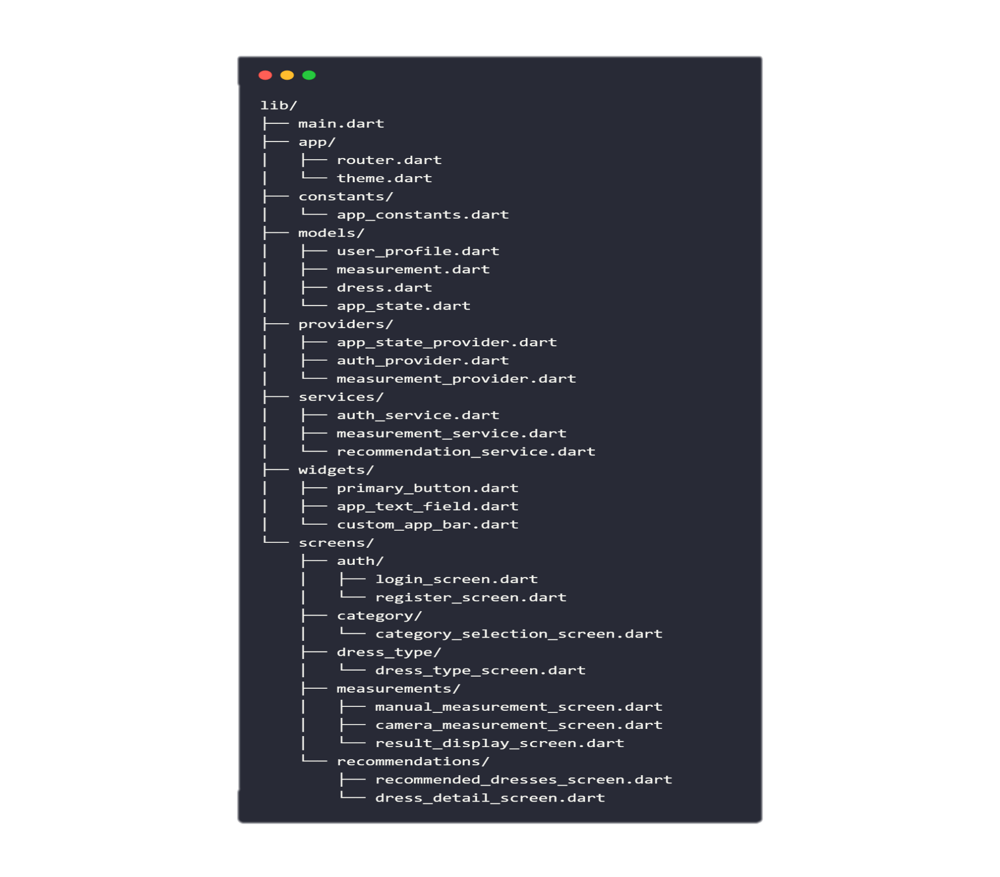 lib/
├── main.dart
├── app/
│   ├── router.dart
│   └── theme.dart
├── constants/
│   └── app_constants.dart
├── models/
│   ├── user_profile.dart
│   ├── measurement.dart
│   ├── dress.dart
│   └── app_state.dart
├── providers/
│   ├── app_state_provider.dart
│   ├── auth_provider.dart
│   └── measurement_provider.dart
├── services/
│   ├── auth_service.dart
│   ├── measurement_service.dart
│   └── recommendation_service.dart
├── widgets/
│   ├── primary_button.dart
│   ├── app_text_field.dart
│   └── custom_app_bar.dart
└── screens/
    ├── auth/
    │   ├── login_screen.dart
    │   └── register_screen.dart
    ├── category/
    │   └── category_selection_screen.dart
    ├── dress_type/
    │   └── dress_type_screen.dart
    ├── measurements/
    │   ├── manual_measurement_screen.dart
    │   ├── camera_measurement_screen.dart
    │   └── result_display_screen.dart
    └── recommendations/
        ├── recommended_dresses_screen.dart
        └── dress_detail_screen.dart